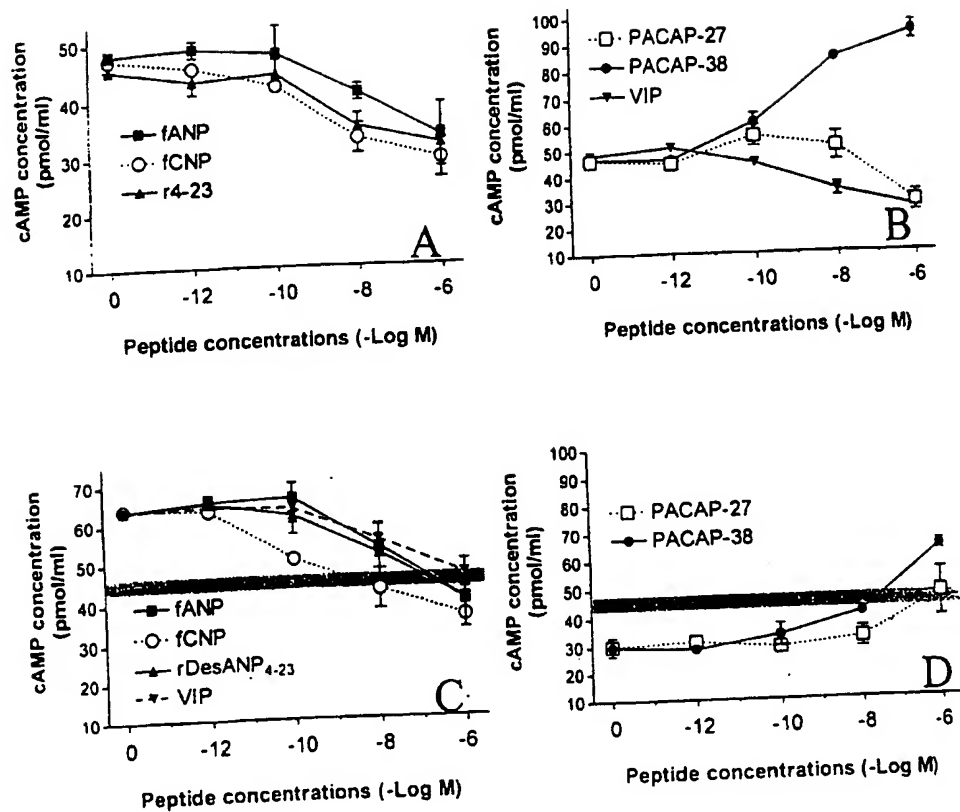 cAMP concentration
(pmol/ml)
50
40
30
20
10
fANP
fCNP
r4-23
A
0
-12
-10
-8
-6
Peptide concentrations (-Log M)
cAMP concentration
(pmol/ml)
100
90
80
70
60
50
40
30
20
10
PACAP-27
PACAP-38
VIP
B
0
-12
-10
-8
-6
Peptide concentrations (-Log M)
cAMP concentration
(pmol/ml)
70
60
50
40
30
20
10
fANP
fCNP
rDesANP4-23
VIP
C
0
-12
-10
-8
-6
Peptide concentrations (-Log M)
cAMP concentration
(pmol/ml)
100
90
80
70
60
50
40
30
20
10
PACAP-27
PACAP-38
D
0
-12
-10
-8
-6
Peptide concentrations (-Log M)